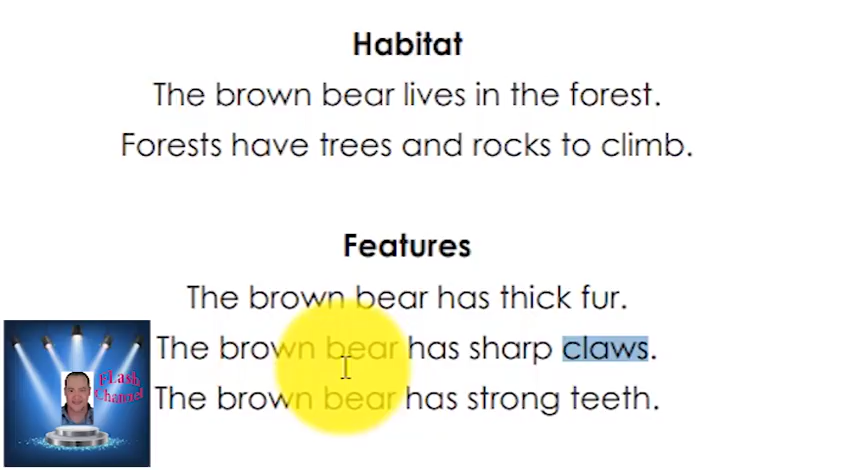 Habitat
The brown bear lives in the forest.
Forests have trees and rocks to climb.
Features
The brown bear has thick fur.
The brown bear has sharp claws.
The brown bear has strong teeth.
FLash
Channel